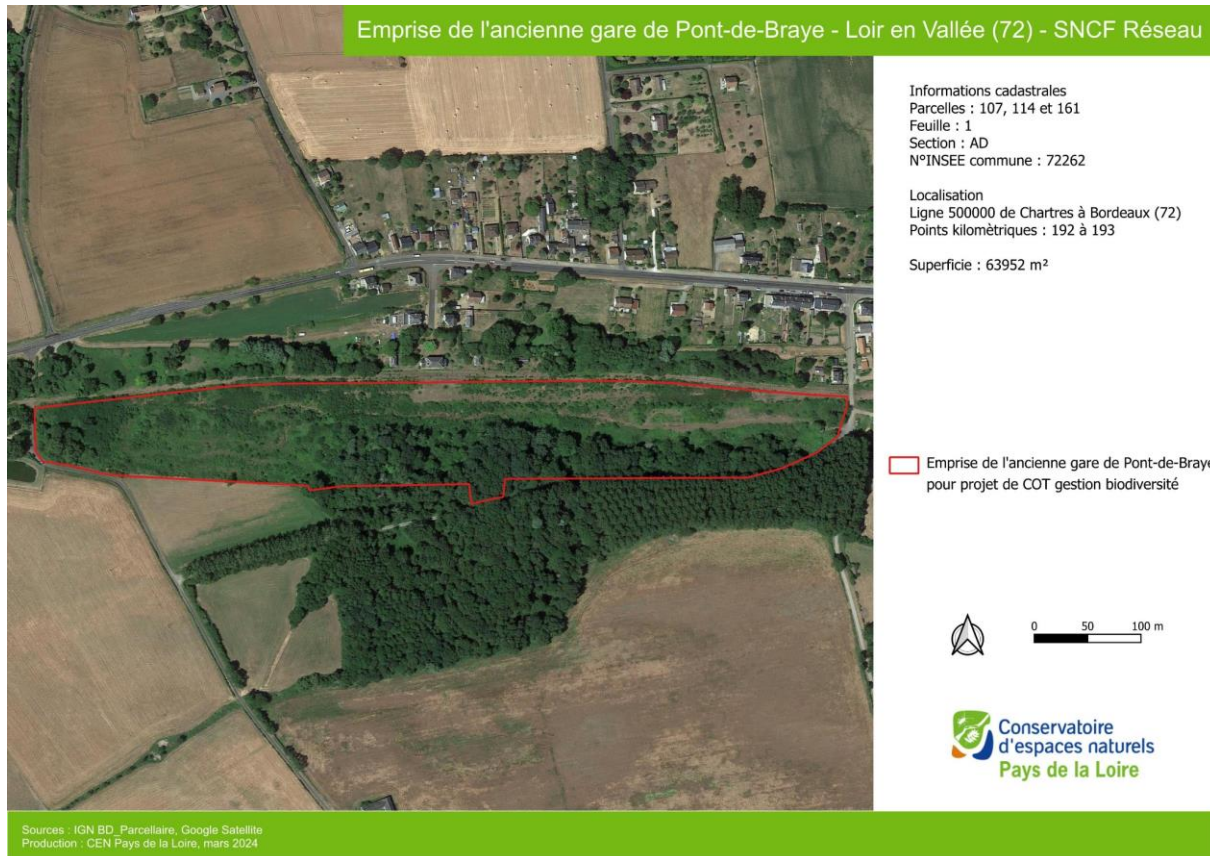 Emprise de l'ancienne gare de Pont-de-Braye - Loir en Vallée (72) - SNCF Réseau
Informations cadastrales
Parcelles : 107, 114 et 161
Feuille : 1
Section : AD
N°INSEE commune : 72262
Localisation
Ligne 500000 de Chartres à Bordeaux (72)
Points kilomètriques : 192 à 193
Superficie : 63952 m²
Emprise de l'ancienne gare de Pont-de-Braye
pour projet de COT gestion biodiversité
0 50 100 m
Conservatoire
d'espaces naturels
Pays de la Loire
Sources : IGN BD_Parcellaire, Google Satellite
Production : CEN Pays de la Loire, mars 2024